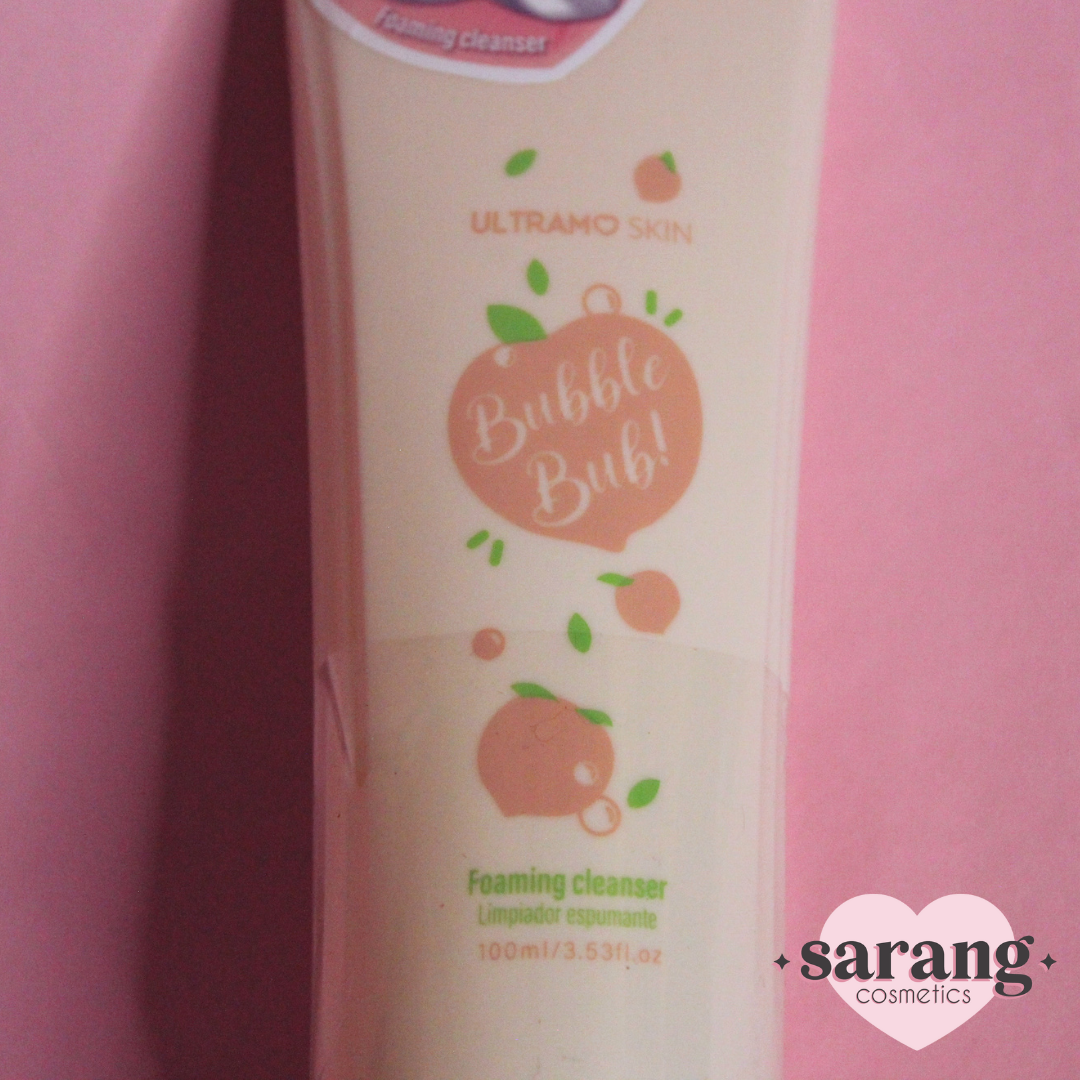 Foaming cleanser
ULTRAMO SKIN
Bubble
Bub!
Foaming cleanser
Limpiador espumante
100ml/3.53fl.oz
sarang
cosmetics